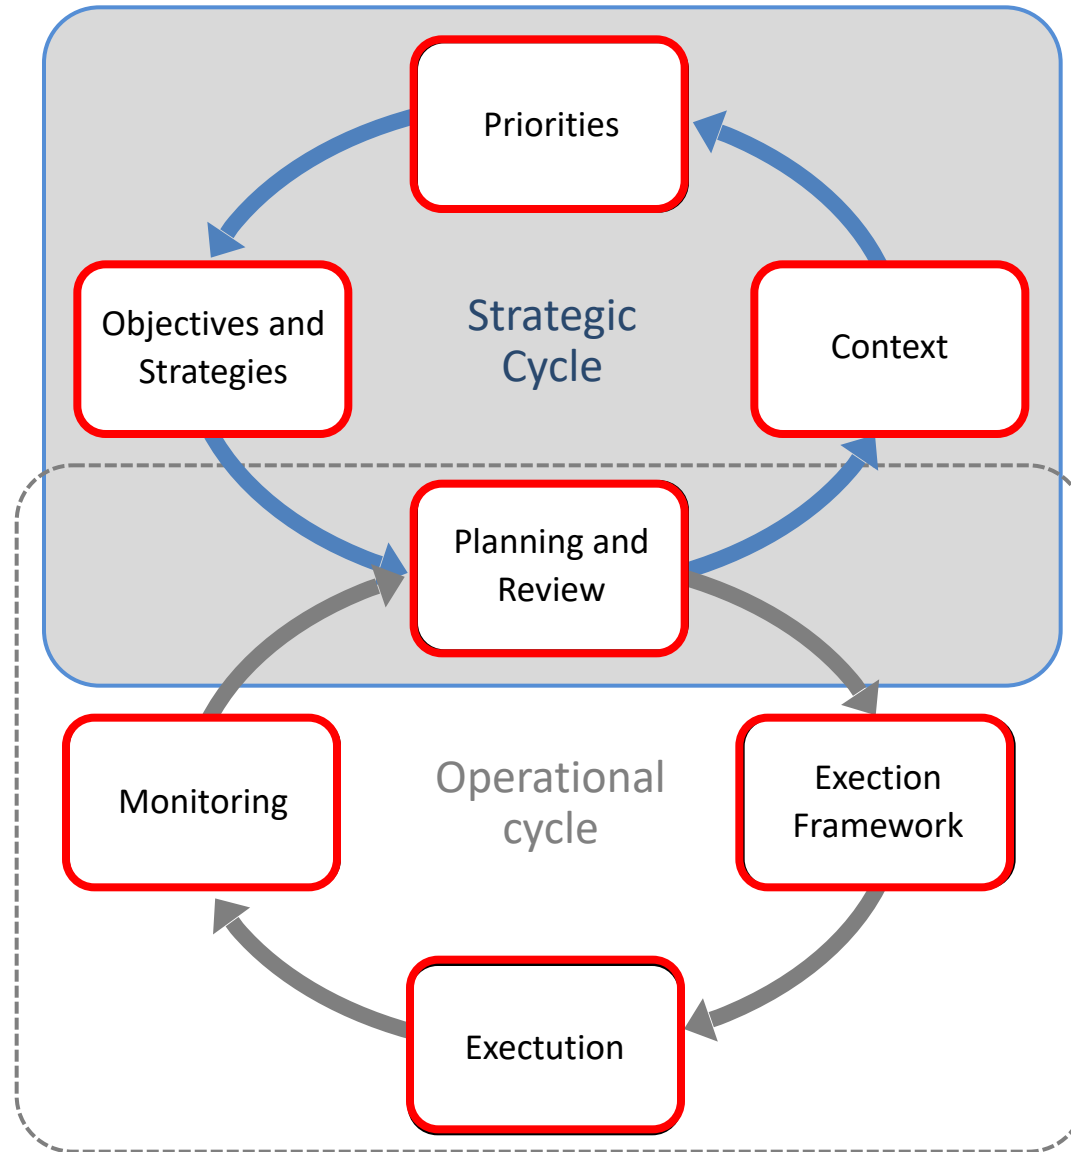 Priorities
Objectives and
Strategies
Strategic
Cycle
Context
Planning and
Review
Monitoring
Operational
cycle
Exection
Framework
Exectution